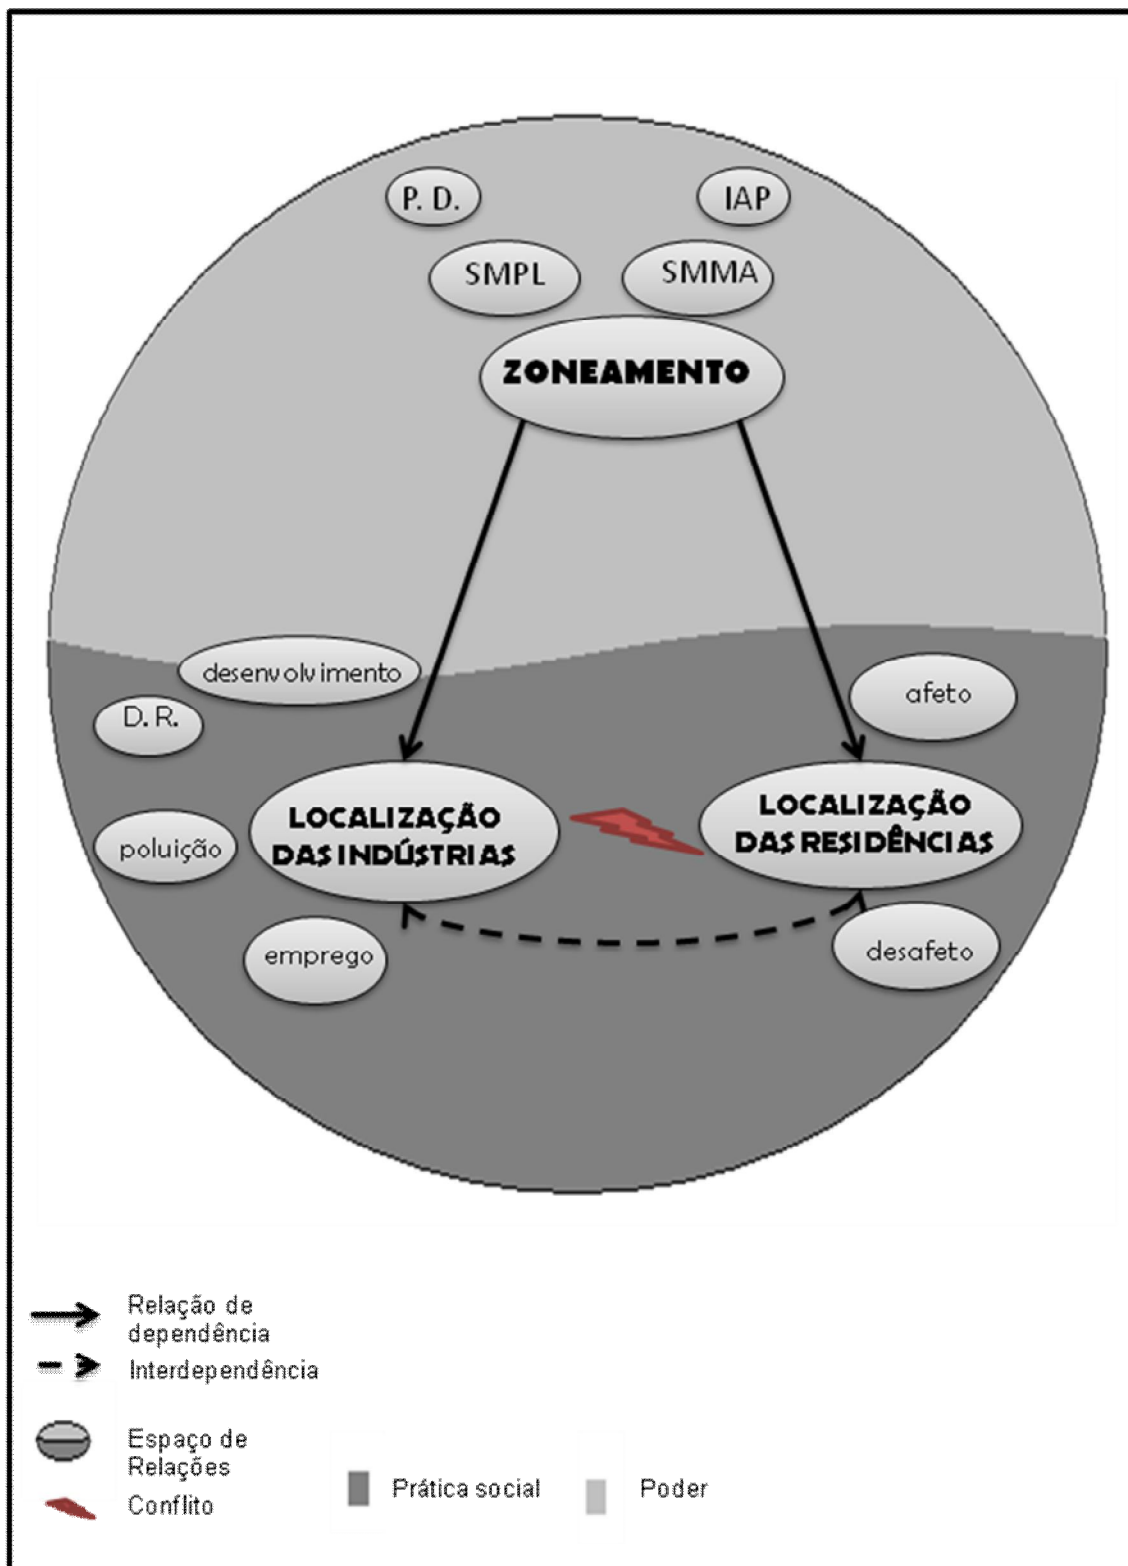 P. D.
IAP
SMPL
SMMA
ZONEAMENTO
desenvolvimento
afeto
D. R.
LOCALIZAÇÃO
DAS INDÚSTRIAS
LOCALIZAÇÃO
DAS RESIDÊNCIAS
poluição
emprego
desafeto
Relação de
dependência
Interdependência
Espaço de
Relações
Conflito
Prática social
Poder